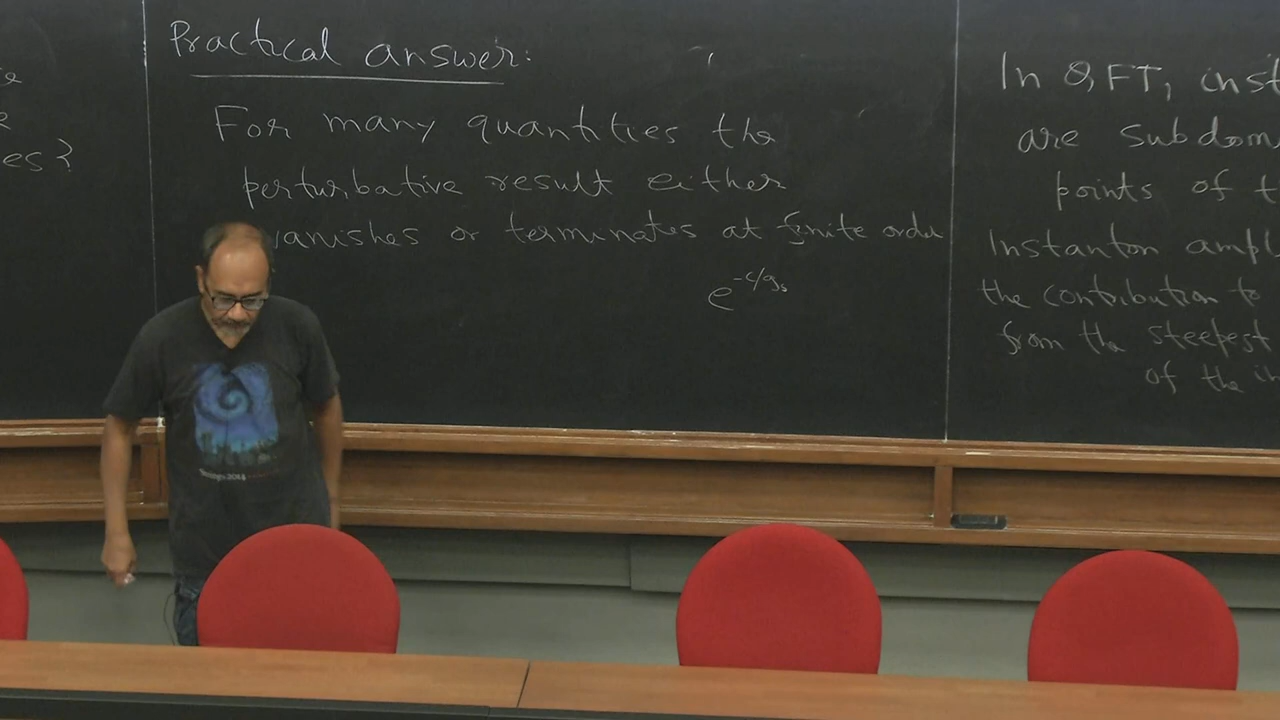 es?
Practical answer:
For many quantities the
perturbative result either
vanishes or terminates at finite order
e^{-c/g_s}
In QFT, inst
are subdom
points of t
Instanton ampl
the contribution to
from the steepest
of the in